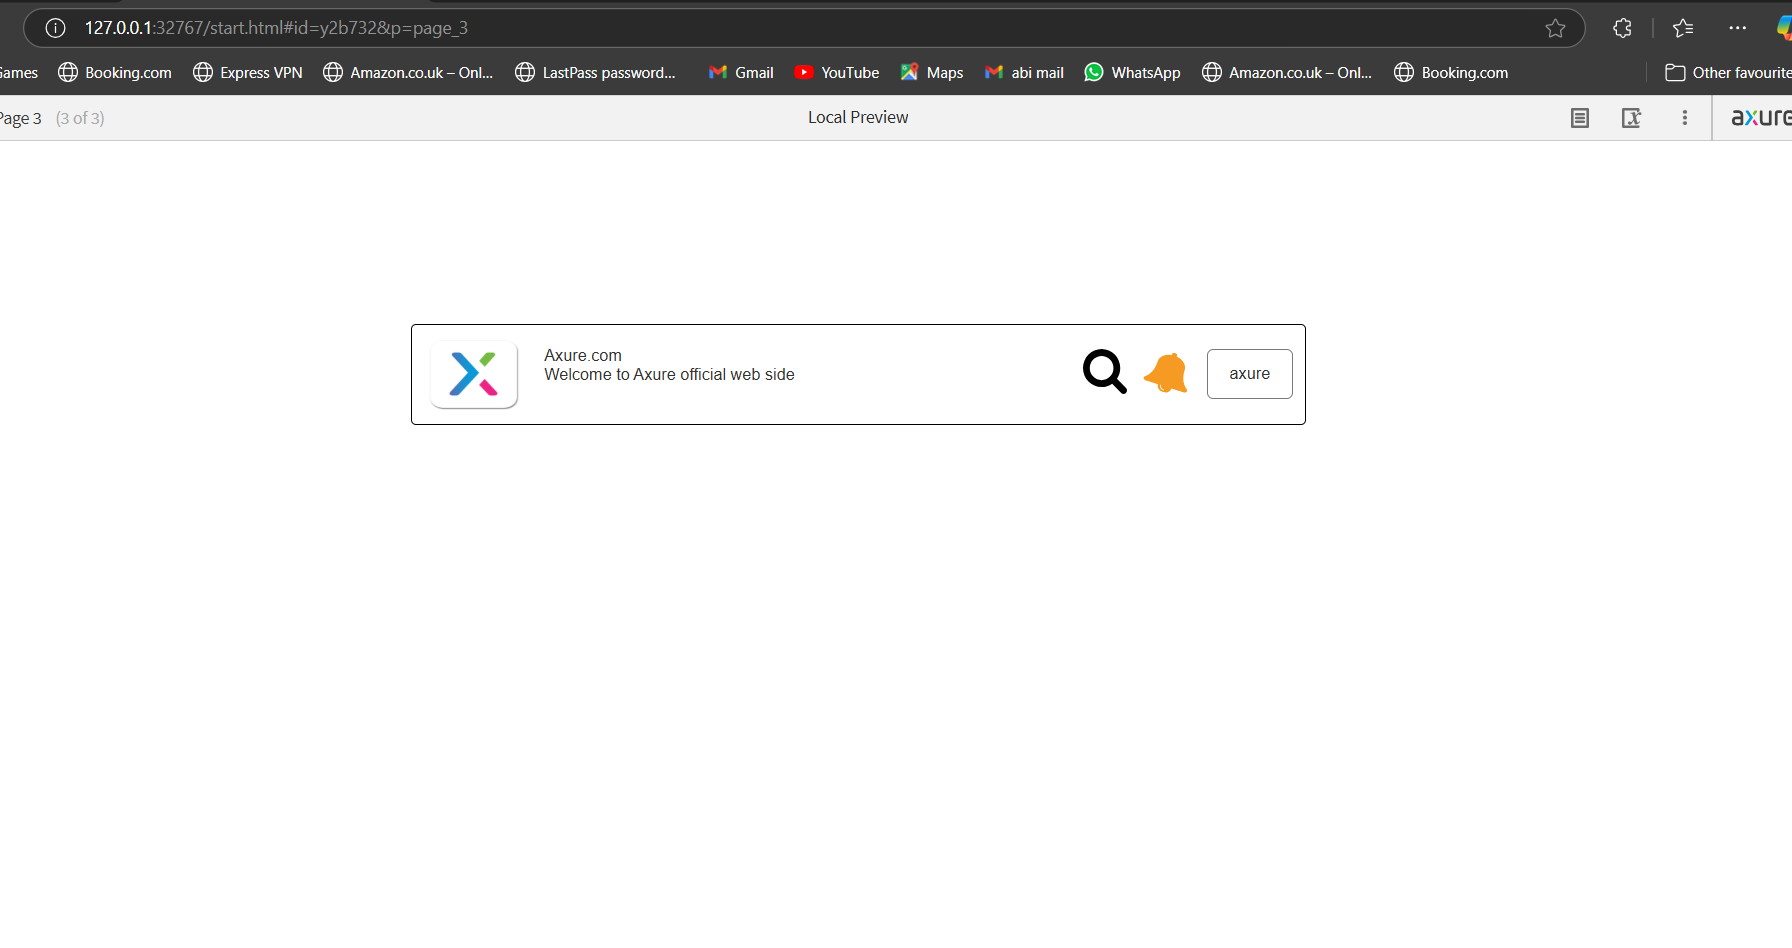 127.0.0.1:32767/start.html#id=y2b732&p=page_3
Games Booking.com Express VPN Amazon.co.uk – Onl... LastPass password... Gmail YouTube Maps abi mail WhatsApp Amazon.co.uk – Onl... Booking.com Other favourite
Page 3 (3 of 3) Local Preview axure
Axure.com
Welcome to Axure official web side
axure